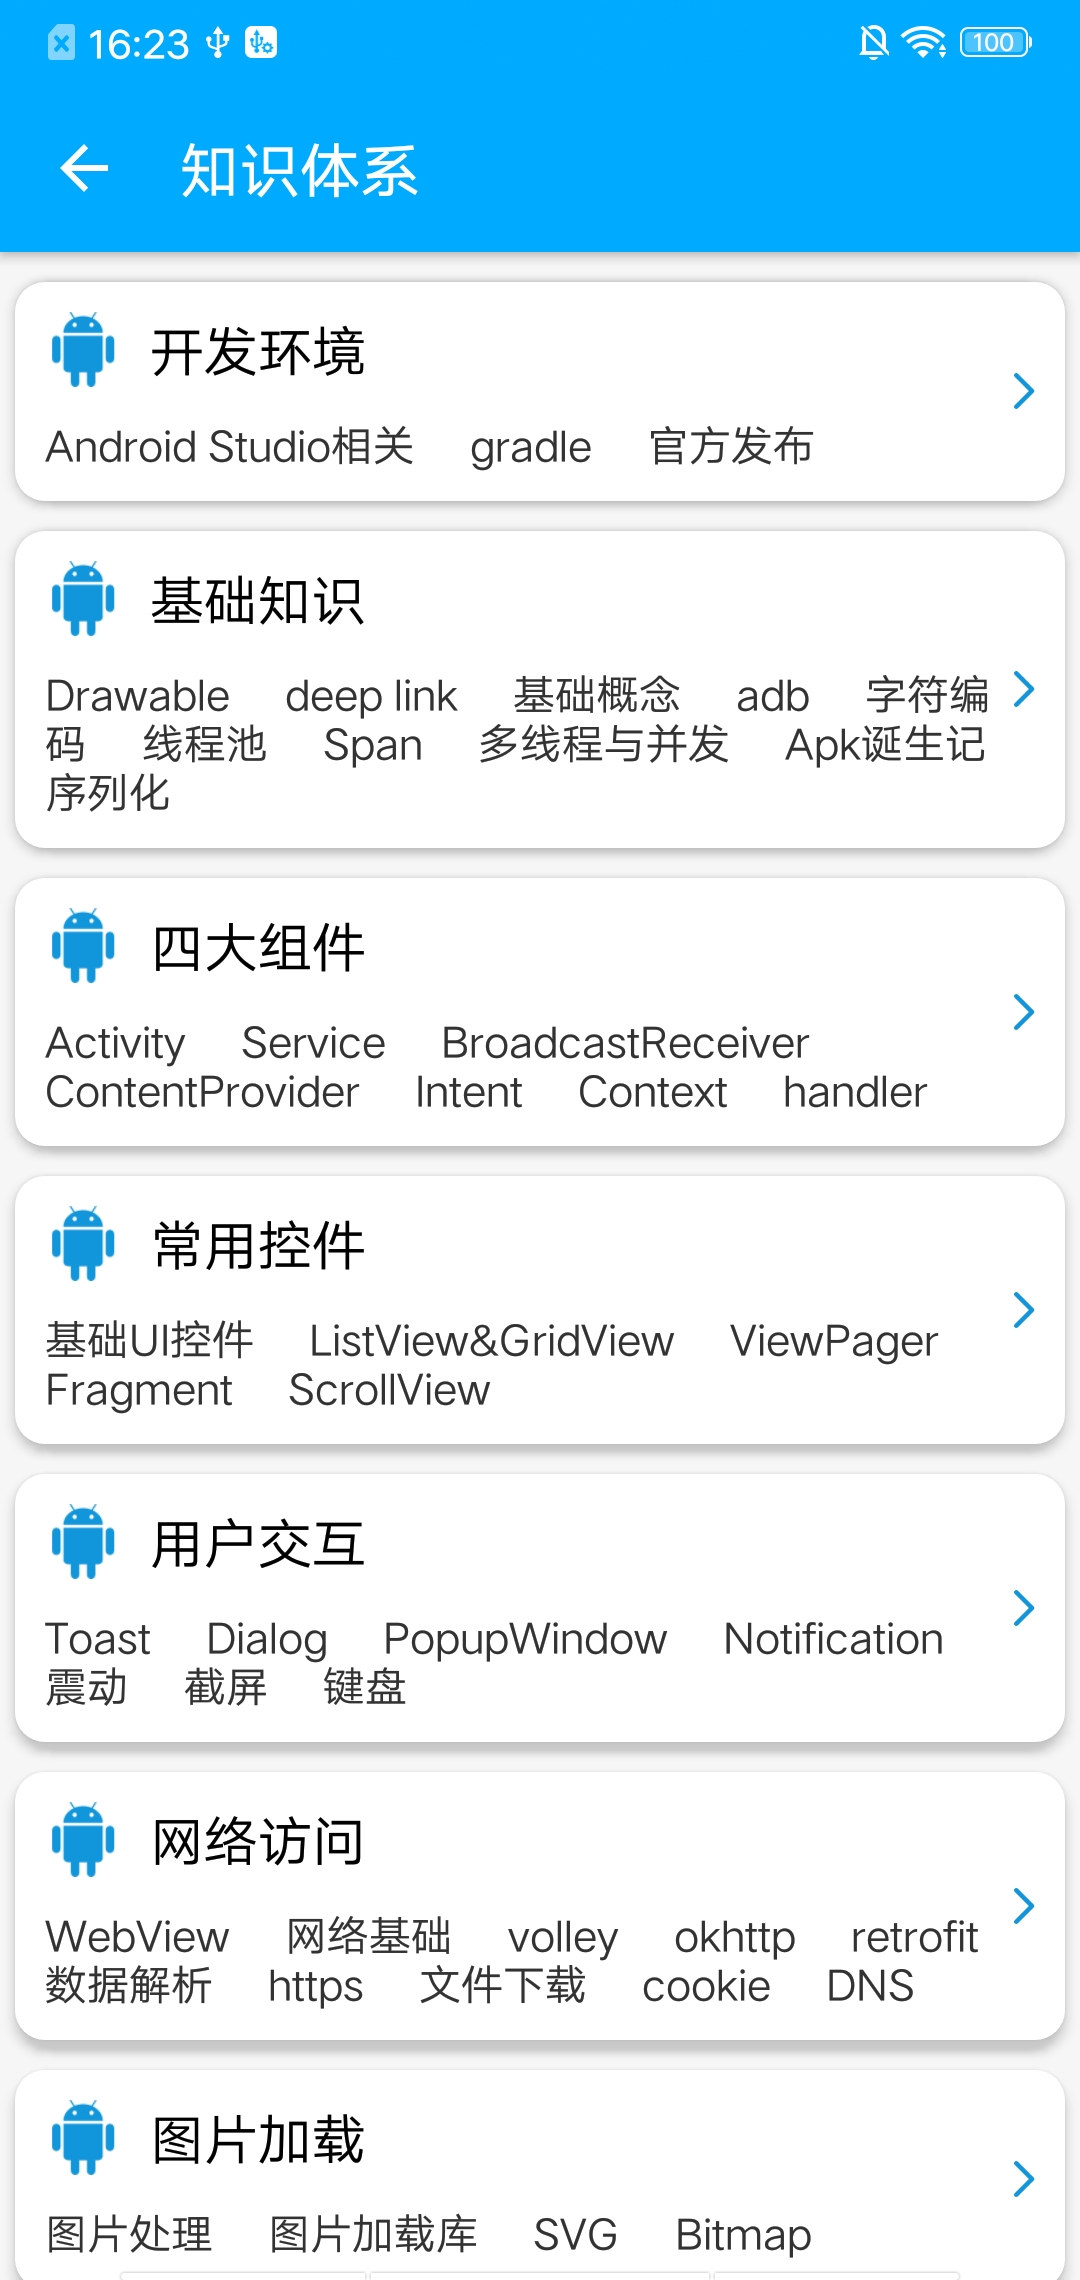 16:23
100
知识体系
开发环境
Android Studio相关 gradle 官方发布
基础知识
Drawable deep link 基础概念 adb 字符编
码 线程池 Span 多线程与并发 Apk诞生记
序列化
四大组件
Activity Service BroadcastReceiver
ContentProvider Intent Context handler
常用控件
基础UI控件 ListView&GridView ViewPager
Fragment ScrollView
用户交互
Toast Dialog PopupWindow Notification
震动 截屏 键盘
网络访问
WebView 网络基础 volley okhttp retrofit
数据解析 https 文件下载 cookie DNS
图片加载
图片处理 图片加载库 SVG Bitmap